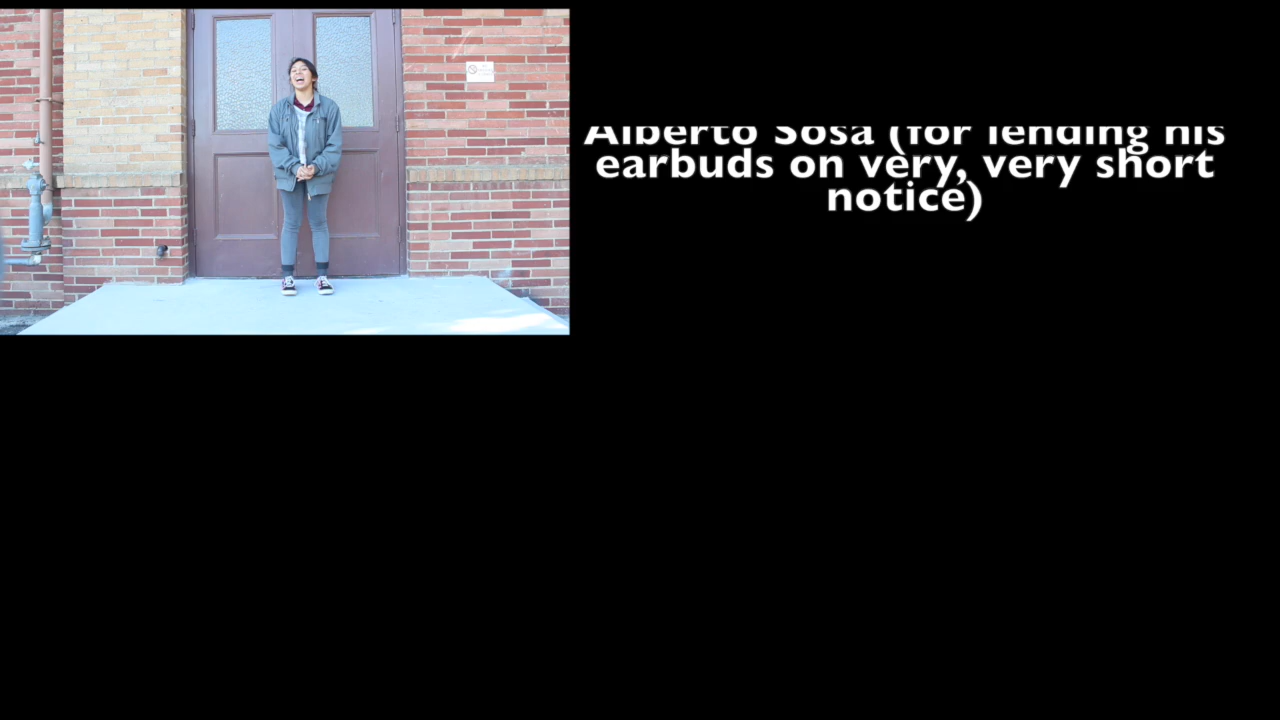 Alberto Sosa (for lending his
earbuds on very, very short
notice)